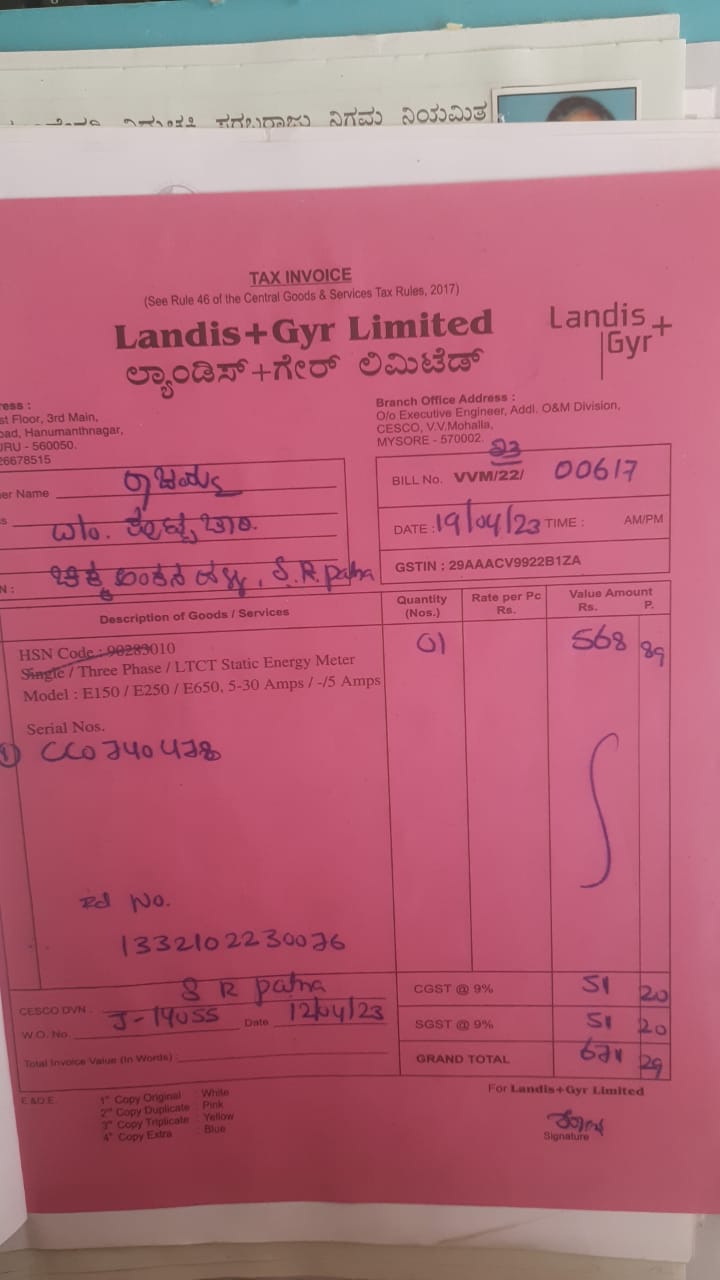 ನಿಗಮ ನಿಯಮಿತ
TAX INVOICE
(See Rule 46 of the Central Goods & Services Tax Rules, 2017)
Landis+Gyr Limited
Landis
Gyr+
ಲ್ಯಾಂಡಿಸ್+ಗೇರ್ ಲಿಮಿಟೆಡ್
ress :
st Floor, 3rd Main,
oad, Hanumanthnagar,
URU - 560050.
26678515
Branch Office Address :
O/o Executive Engineer, Addl. O&M Division,
CESCO, V.V.Mohalla,
MYSORE - 570002.
er Name
s
N : S.R.patna
23
BILL No. VVM/22/ 00617
DATE : 19/04/23 TIME : AM/PM
GSTIN : 29AAACV9922B1ZA
Description of Goods / Services Quantity (Nos.) Rate per Pc Rs. Value Amount Rs. P.
HSN Code : 90283010 01 568 89
Single / Three Phase / LTCT Static Energy Meter
Model : E150 / E250 / E650, 5-30 Amps / -/5 Amps
Serial Nos.
1) CC0740478
Rd No.
1332102230076
CESCO DVN : S R patna CGST @ 9% 51 20
W.O. No. J-14055 Date 12/04/23 SGST @ 9% 51 20
Total Invoice Value (In Words) : GRAND TOTAL 671 29
E.&O.E. For Landis+Gyr Limited
1st Copy Original : White
2nd Copy Duplicate : Pink
3rd Copy Triplicate : Yellow
4th Copy Extra : Blue
Signature